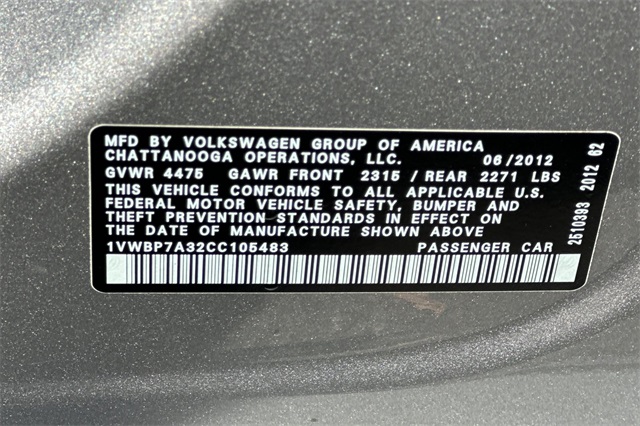 MFD BY VOLKSWAGEN GROUP OF AMERICA
CHATTANOOGA OPERATIONS, LLC. 06/2012
GVWR 4475 GAWR FRONT 2315 / REAR 2271 LBS
THIS VEHICLE CONFORMS TO ALL APPLICABLE U.S.
FEDERAL MOTOR VEHICLE SAFETY, BUMPER AND
THEFT PREVENTION STANDARDS IN EFFECT ON
THE DATE OF MANUFACTURE SHOWN ABOVE
1VWBP7A32CC105483 PASSENGER CAR
2510393 2012 62